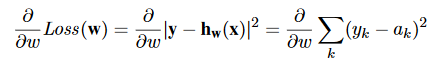 ∂/∂w Loss(𝐰) = ∂/∂w |𝐲 − 𝐡_𝐰(𝐱)|² = ∂/∂w ∑_k (y_k − a_k)²